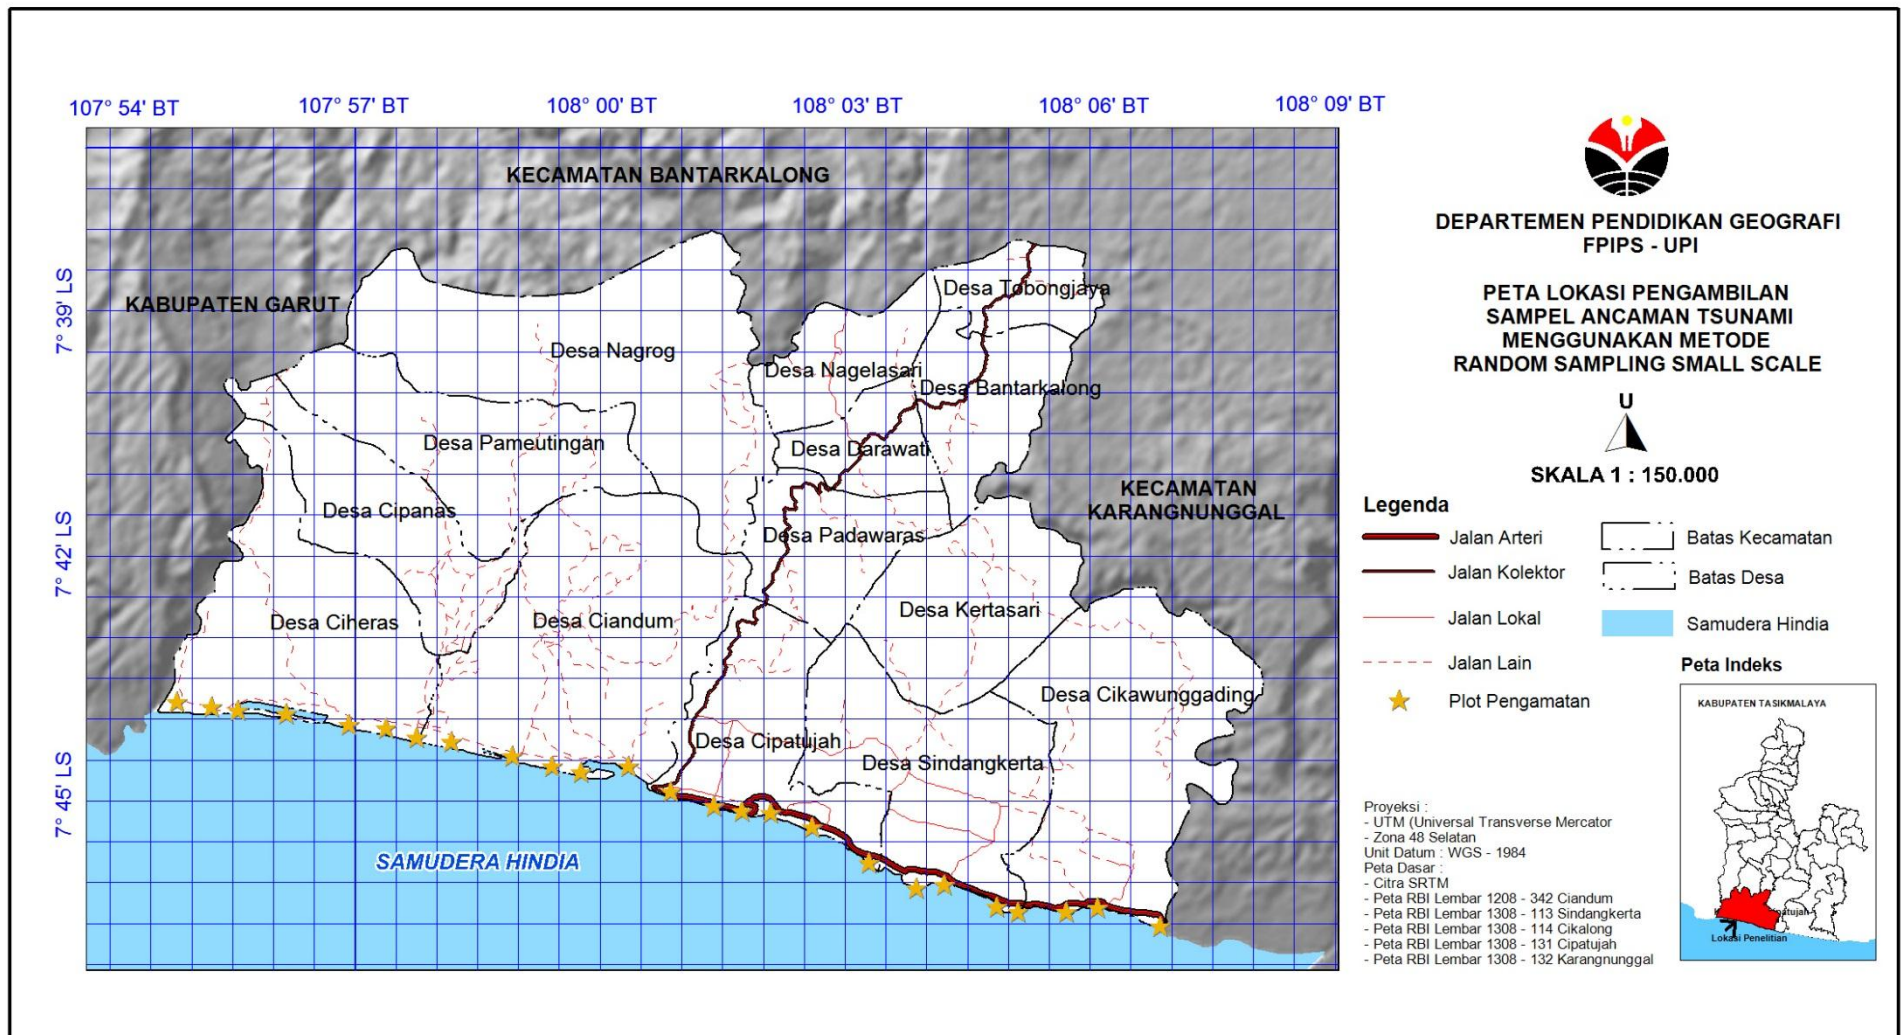 107° 54' BT
107° 57' BT
108° 00' BT
108° 03' BT
108° 06' BT
108° 09' BT
7° 39' LS
7° 42' LS
7° 45' LS
KECAMATAN BANTARKALONG
KABUPATEN GARUT
Desa Tobongjaya
Desa Nagrog
Desa Nagelasari
Desa Bantarkalong
Desa Pameutingan
Desa Darawati
KECAMATAN
KARANGNUNGGAL
Desa Cipanas
Desa Padawaras
Desa Ciheras
Desa Ciandum
Desa Kertasari
Desa Cikawunggading
Desa Cipatujah
Desa Sindangkerta
SAMUDERA HINDIA
DEPARTEMEN PENDIDIKAN GEOGRAFI
FPIPS - UPI
PETA LOKASI PENGAMBILAN
SAMPEL ANCAMAN TSUNAMI
MENGGUNAKAN METODE
RANDOM SAMPLING SMALL SCALE
U
SKALA 1 : 150.000
Legenda
Jalan Arteri
Jalan Kolektor
Jalan Lokal
Jalan Lain
Plot Pengamatan
Batas Kecamatan
Batas Desa
Samudera Hindia
Peta Indeks
KABUPATEN TASIKMALAYA
Lokasi Penelitian
Proyeksi :
- UTM (Universal Transverse Mercator
- Zona 48 Selatan
Unit Datum : WGS - 1984
Peta Dasar :
- Citra SRTM
- Peta RBI Lembar 1208 - 342 Ciandum
- Peta RBI Lembar 1308 - 113 Sindangkerta
- Peta RBI Lembar 1308 - 114 Cikalong
- Peta RBI Lembar 1308 - 131 Cipatujah
- Peta RBI Lembar 1308 - 132 Karangnunggal